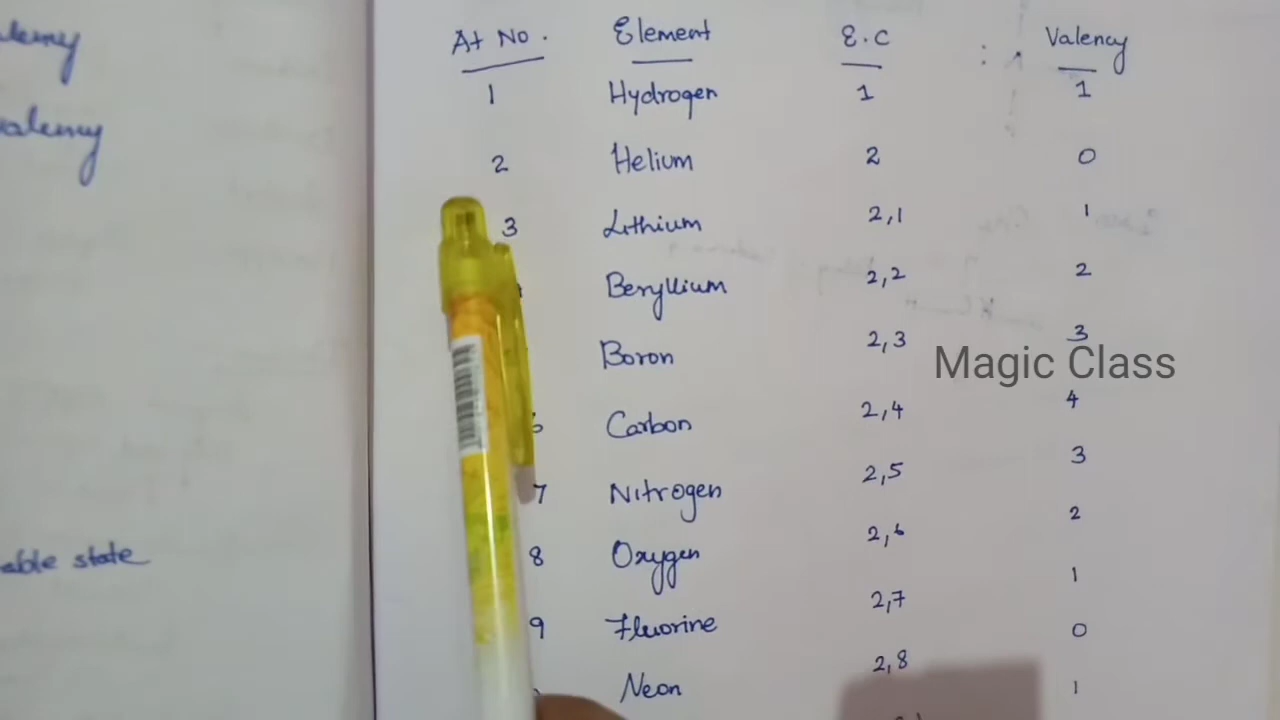 At No. Element E.C : Valency
1 Hydrogen 1 1
2 Helium 2 0
3 Lithium 2,1 1
Beryllium 2,2 2
Boron 2,3 3
Magic Class
Carbon 2,4 4
7 Nitrogen 2,5 3
8 Oxygen 2,6 2
9 Fluorine 2,7 1
Neon 2,8 0
1
valency
able state